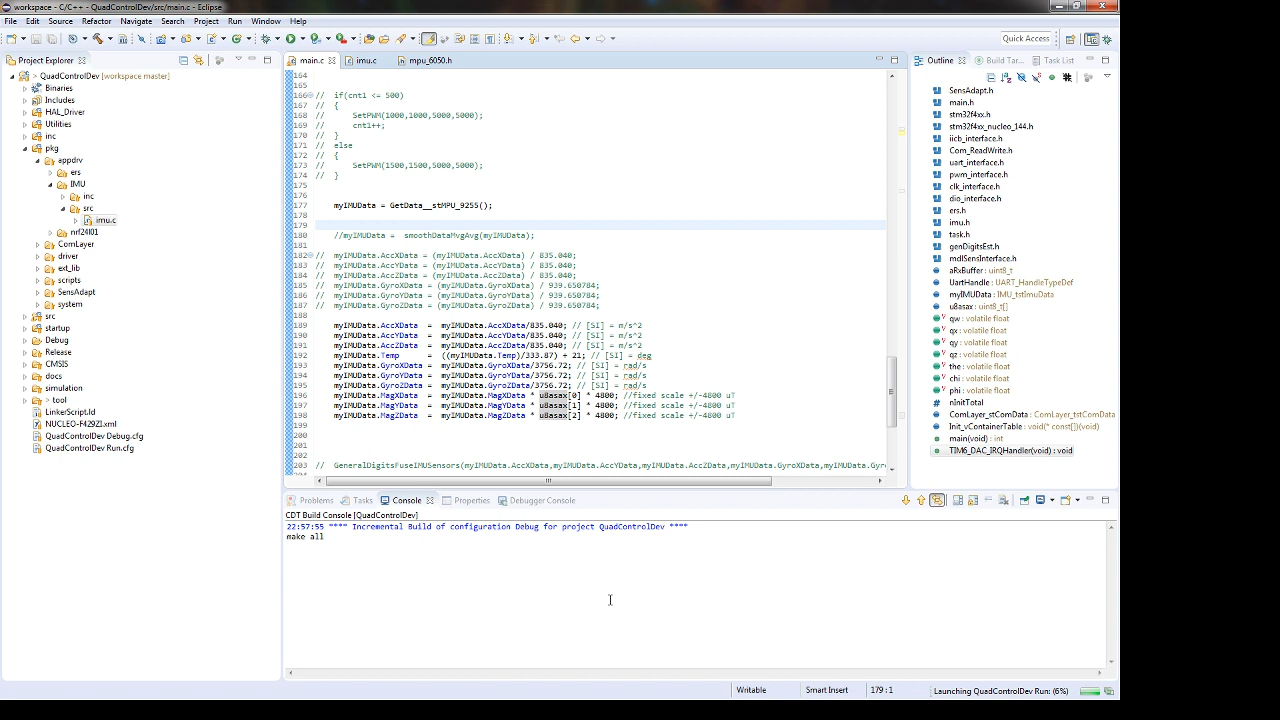 workspace - C/C++ - QuadControlDev/src/main.c - Eclipse
File Edit Source Refactor Navigate Search Project Run Window Help
Quick Access
Project Explorer
QuadControlDev [workspace master]
Binaries
Includes
HAL_Driver
Utilities
inc
pkg
appdrv
ers
IMU
inc
src
imu.c
nrf24l01
ComLayer
driver
ext_lib
scripts
SensAdapt
system
src
startup
Debug
Release
CMSIS
docs
simulation
> tool
LinkerScript.ld
NUCLEO-F429ZI.xml
QuadControlDev Debug.cfg
QuadControlDev Run.cfg
main.c imu.c mpu_6050.h
164
165
166 // if(cnt1 <= 500)
167 // {
168 // SetPWM(1000,1000,5000,5000);
169 // cnt1++;
170 // }
171 // else
172 // {
173 // SetPWM(1500,1500,5000,5000);
174 // }
175
176
177 myIMUData = GetData__stMPU_9255();
178
179
180 //myIMUData = smoothDataMvgAvg(myIMUData);
181
182 // myIMUData.AccXData = (myIMUData.AccXData) / 835.040;
183 // myIMUData.AccYData = (myIMUData.AccYData) / 835.040;
184 // myIMUData.AccZData = (myIMUData.AccZData) / 835.040;
185 // myIMUData.GyroXData = (myIMUData.GyroXData) / 939.650784;
186 // myIMUData.GyroYData = (myIMUData.GyroYData) / 939.650784;
187 // myIMUData.GyroZData = (myIMUData.GyroZData) / 939.650784;
188
189 myIMUData.AccXData = myIMUData.AccXData/835.040; // [SI] = m/s^2
190 myIMUData.AccYData = myIMUData.AccYData/835.040; // [SI] = m/s^2
191 myIMUData.AccZData = myIMUData.AccZData/835.040; // [SI] = m/s^2
192 myIMUData.Temp = ((myIMUData.Temp)/333.87) + 21; // [SI] = deg
193 myIMUData.GyroXData = myIMUData.GyroXData/3756.72; // [SI] = rad/s
194 myIMUData.GyroYData = myIMUData.GyroYData/3756.72; // [SI] = rad/s
195 myIMUData.GyroZData = myIMUData.GyroZData/3756.72; // [SI] = rad/s
196 myIMUData.MagXData = myIMUData.MagXData * u8asax[0] * 4800; //fixed scale +/-4800 uT
197 myIMUData.MagYData = myIMUData.MagYData * u8asax[1] * 4800; //fixed scale +/-4800 uT
198 myIMUData.MagZData = myIMUData.MagZData * u8asax[2] * 4800; //fixed scale +/-4800 uT
199
200
201
202
203 // GeneralDigitsFuseIMUSensors(myIMUData.AccXData,myIMUData.AccYData,myIMUData.AccZData,myIMUData.GyroXData,myIMUData.Gyr
Outline Build Tar... Task List
SensAdapt.h
main.h
stm32f4xx.h
stm32f4xx_nucleo_144.h
iicb_interface.h
Com_ReadWrite.h
uart_interface.h
pwm_interface.h
clk_interface.h
dio_interface.h
ers.h
imu.h
task.h
genDigitsEst.h
mdlSensInterface.h
aRxBuffer : uint8_t
UartHandle : UART_HandleTypeDef
myIMUData : IMU_tstimuData
u8asax : uint8_t[]
qw : volatile float
qx : volatile float
qy : volatile float
qz : volatile float
the : volatile float
chi : volatile float
phi : volatile float
nInitTotal
ComLayer_stComData : ComLayer_tstComData
Init_vContainerTable : void(* const[])(void)
main(void) : int
TIM6_DAC_IRQHandler(void) : void
Problems Tasks Console Properties Debugger Console
CDT Build Console [QuadControlDev]
22:57:55 **** Incremental Build of configuration Debug for project QuadControlDev ****
make all
Writable Smart Insert 179 : 1 Launching QuadControlDev Run: (6%)